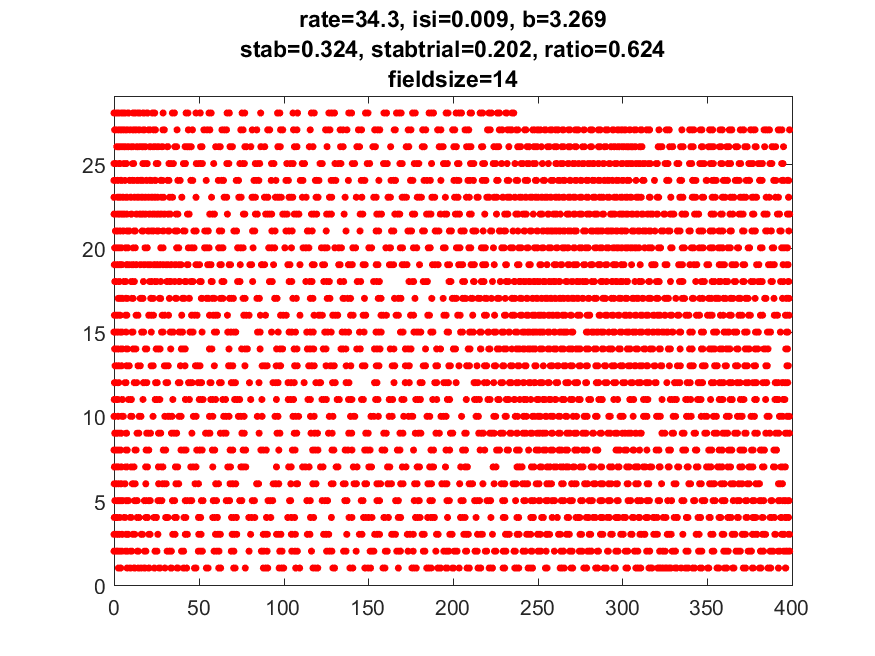 rate=34.3, isi=0.009, b=3.269
stab=0.324, stabtrial=0.202, ratio=0.624
fieldsize=14
25
20
15
10
5
0
0 50 100 150 200 250 300 350 400